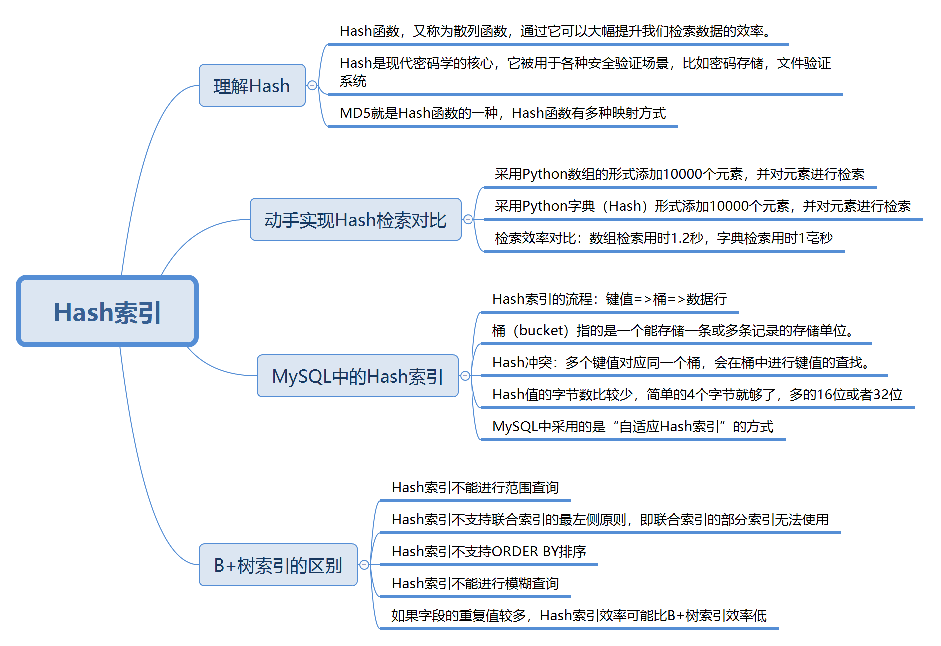 Hash索引
理解Hash
Hash函数，又称为散列函数，通过它可以大幅提升我们检索数据的效率。
Hash是现代密码学的核心，它被用于各种安全验证场景，比如密码存储，文件验证
系统
MD5就是Hash函数的一种，Hash函数有多种映射方式
动手实现Hash检索对比
采用Python数组的形式添加10000个元素，并对元素进行检索
采用Python字典（Hash）形式添加10000个元素，并对元素进行检索
检索效率对比：数组检索用时1.2秒，字典检索用时1毫秒
MySQL中的Hash索引
Hash索引的流程：键值=>桶=>数据行
桶（bucket）指的是一个能存储一条或多条记录的存储单位。
Hash冲突：多个键值对应同一个桶，会在桶中进行键值的查找。
Hash值的字节数比较少，简单的4个字节就够了，多的16位或者32位
MySQL中采用的是“自适应Hash索引”的方式
B+树索引的区别
Hash索引不能进行范围查询
Hash索引不支持联合索引的最左侧原则，即联合索引的部分索引无法使用
Hash索引不支持ORDER BY排序
Hash索引不能进行模糊查询
如果字段的重复值较多，Hash索引效率可能比B+树索引效率低